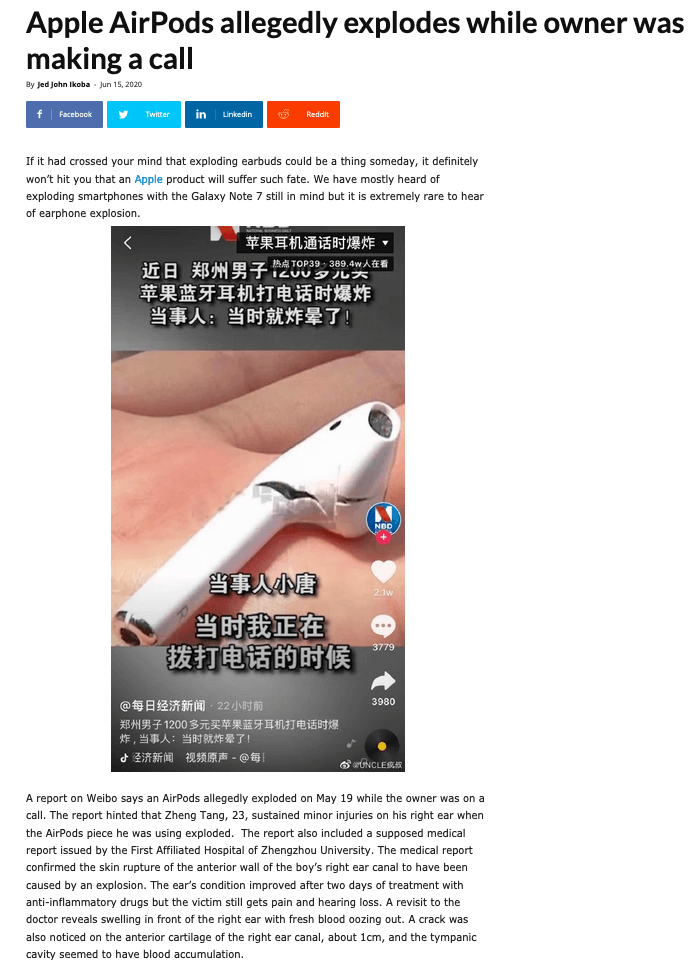 Apple AirPods allegedly explodes while owner was
making a call
By Jed John Ikoba - Jun 15, 2020
Facebook
Twitter
Linkedin
Reddit
If it had crossed your mind that exploding earbuds could be a thing someday, it definitely
won't hit you that an Apple product will suffer such fate. We have mostly heard of
exploding smartphones with the Galaxy Note 7 still in mind but it is extremely rare to hear
of earphone explosion.
苹果耳机通话时爆炸
热点TOP39 · 389.4w人在看
近日 郑州男子1200多元买
苹果蓝牙耳机打电话时爆炸
当事人：当时就炸晕了！
NBD
2.1w
当事人小唐
3779
当时我正在
拨打电话的时候
3980
@每日经济新闻 · 22小时前
郑州男子1200多元买苹果蓝牙耳机打电话时爆
炸，当事人：当时就炸晕了！
经济新闻 视频原声 - @每
@UNCLE疯叔
A report on Weibo says an AirPods allegedly exploded on May 19 while the owner was on a
call. The report hinted that Zheng Tang, 23, sustained minor injuries on his right ear when
the AirPods piece he was using exploded. The report also included a supposed medical
report issued by the First Affiliated Hospital of Zhengzhou University. The medical report
confirmed the skin rupture of the anterior wall of the boy's right ear canal to have been
caused by an explosion. The ear's condition improved after two days of treatment with
anti-inflammatory drugs but the victim still gets pain and hearing loss. A revisit to the
doctor reveals swelling in front of the right ear with fresh blood oozing out. A crack was
also noticed on the anterior cartilage of the right ear canal, about 1cm, and the tympanic
cavity seemed to have blood accumulation.